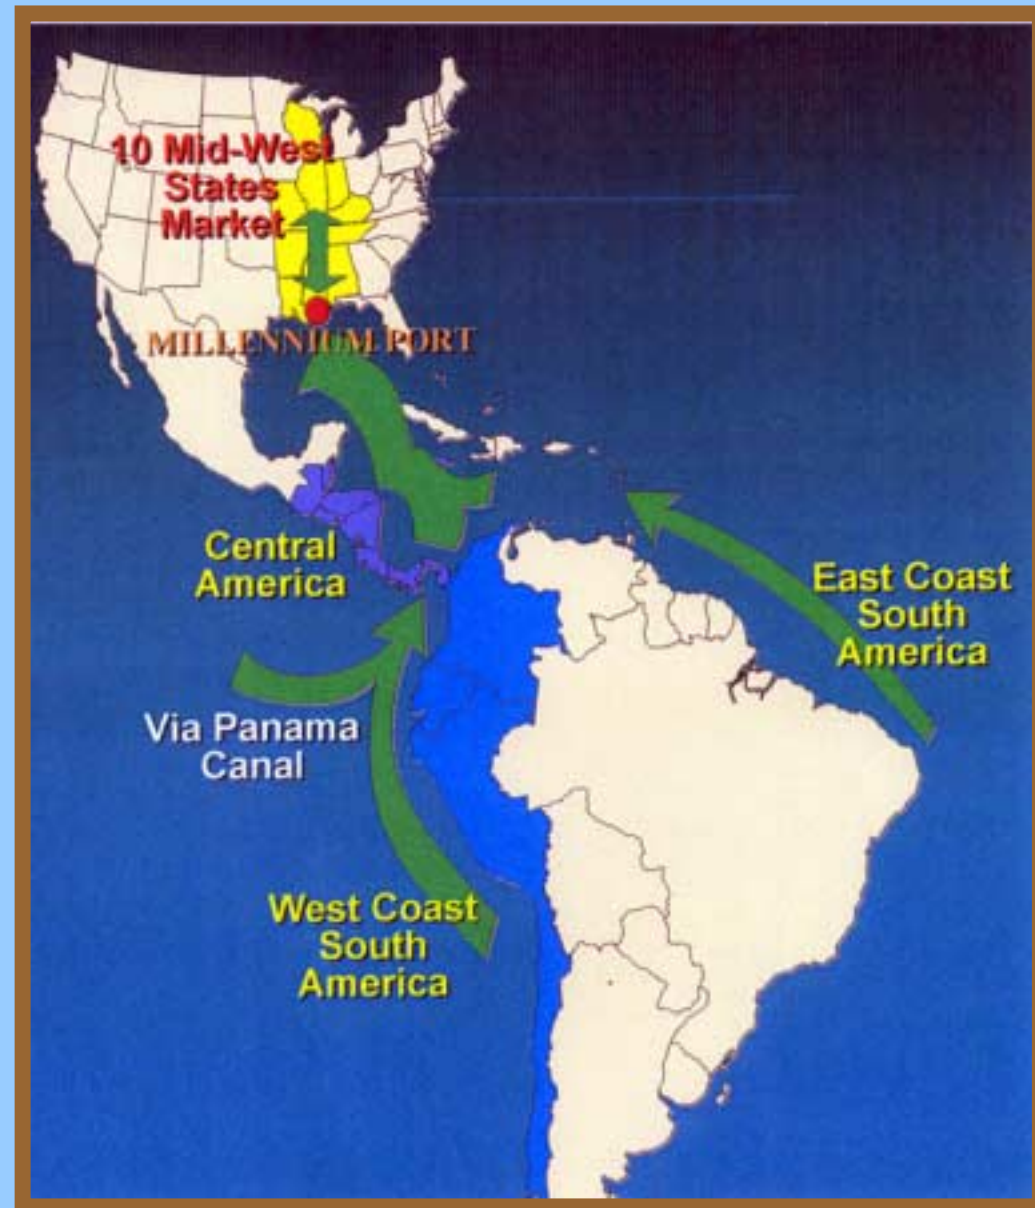 10 Mid-West
States
Market
MILLENNIUM PORT
Central
America
East Coast
South
America
Via Panama
Canal
West Coast
South
America